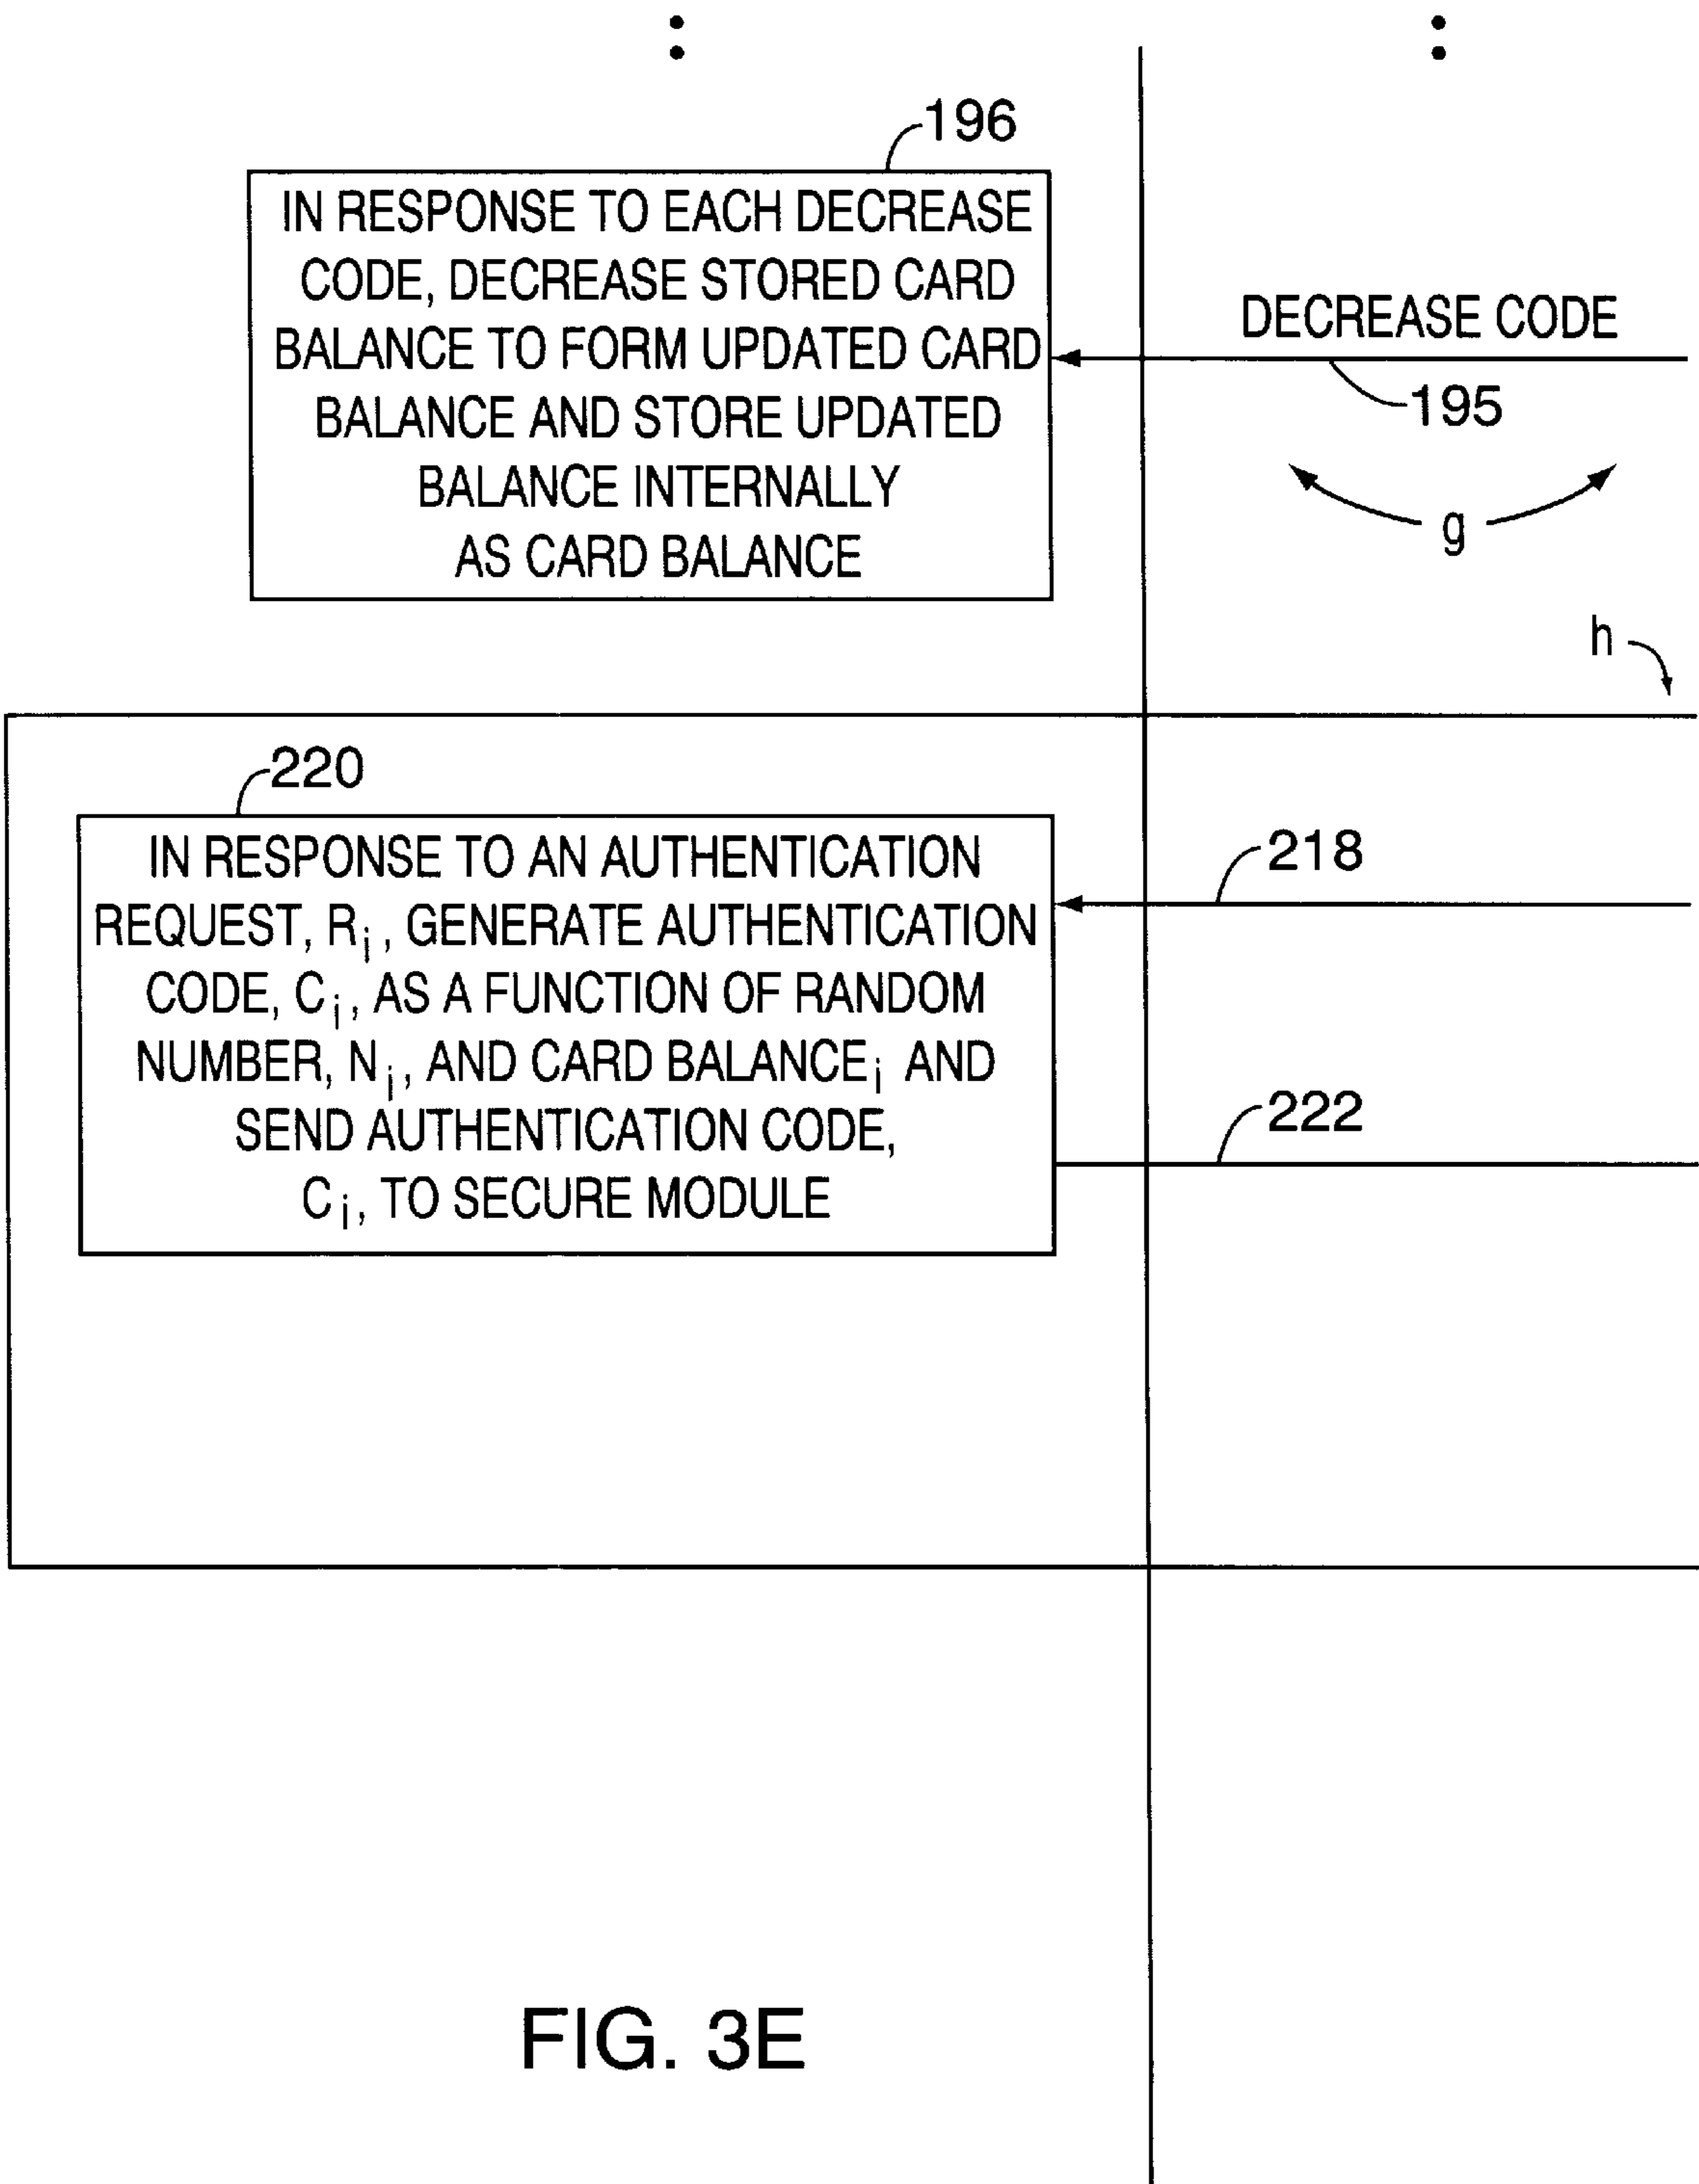 196
IN RESPONSE TO EACH DECREASE
CODE, DECREASE STORED CARD
BALANCE TO FORM UPDATED CARD
BALANCE AND STORE UPDATED
BALANCE INTERNALLY
AS CARD BALANCE
DECREASE CODE
195
g
h
220
IN RESPONSE TO AN AUTHENTICATION
REQUEST, Ri, GENERATE AUTHENTICATION
CODE, Ci, AS A FUNCTION OF RANDOM
NUMBER, Ni, AND CARD BALANCEi AND
SEND AUTHENTICATION CODE,
Ci, TO SECURE MODULE
218
222
FIG. 3E